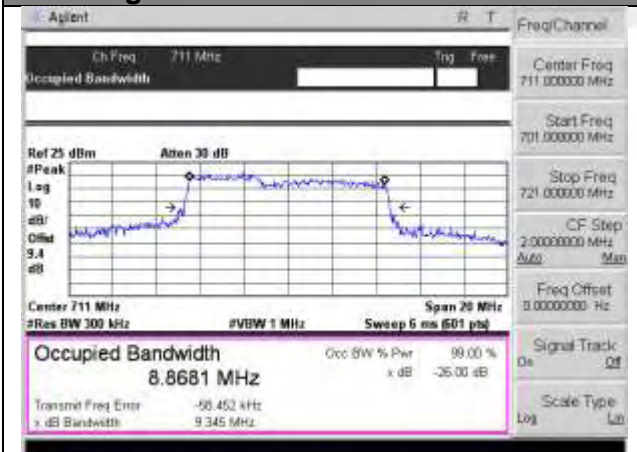 Agilent R T
Ch Freq 711 MHz Trig Free
Occupied Bandwidth
Ref 25 dBm Atten 30 dB
#Peak
Log
10
dB/
Offst
9.4
dB
Center 711 MHz Span 20 MHz
#Res BW 300 kHz #VBW 1 MHz Sweep 6 ms (601 pts)
Occupied Bandwidth Occ BW % Pwr 99.00 %
8.8681 MHz x dB -26.00 dB
Transmit Freq Error -58.452 kHz
x dB Bandwidth 9.345 MHz
Freq/Channel
Center Freq
711.000000 MHz
Start Freq
701.000000 MHz
Stop Freq
721.000000 MHz
CF Step
2.00000000 MHz
Auto Man
Freq Offset
0.00000000 Hz
Signal Track
On Off
Scale Type
Log Lin